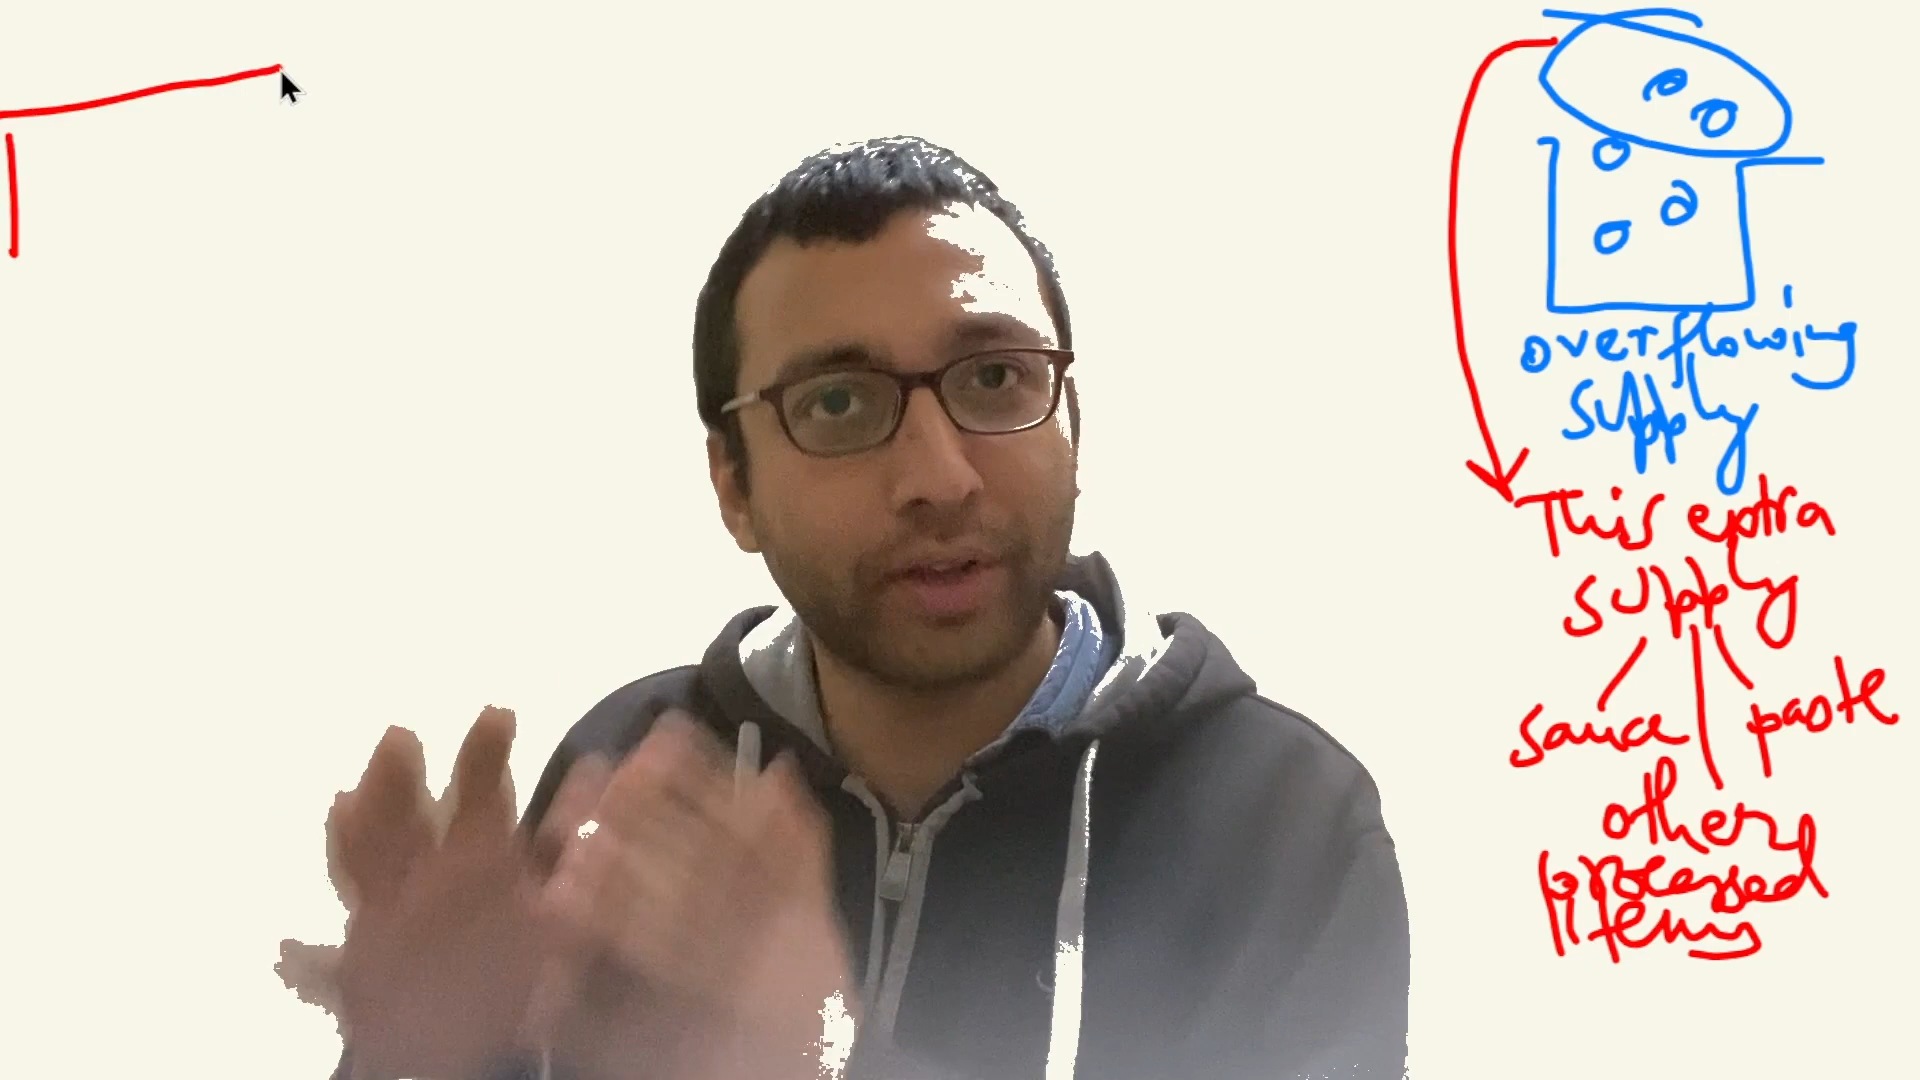 overflowing
supply
This extra
supply
sauce paste
other
processed
items